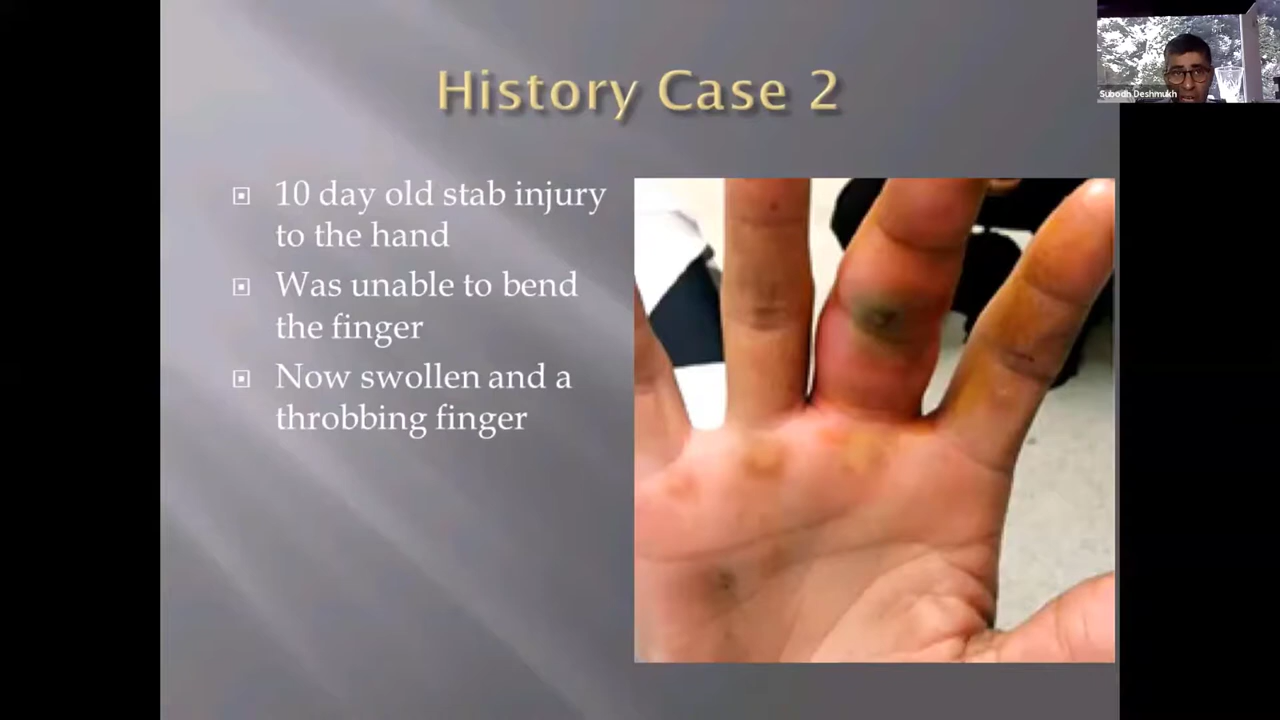 History Case 2
10 day old stab injury
to the hand
Was unable to bend
the finger
Now swollen and a
throbbing finger
Subodh Deshmukh